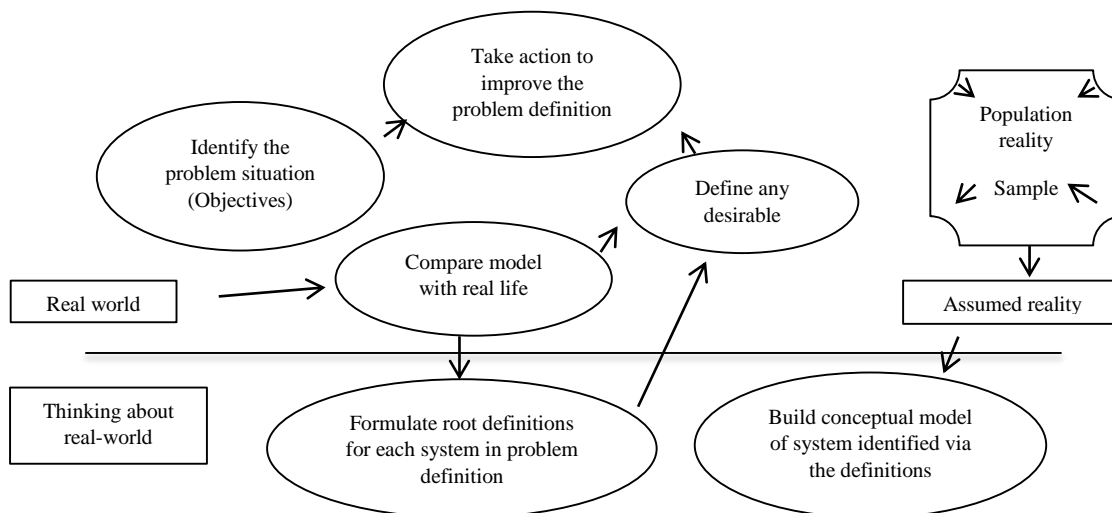 Take action to
improve the
problem definition
Identify the
problem situation
(Objectives)
Population
reality
Sample
Define any
desirable
Compare model
with real life
Real world
Assumed reality
Thinking about
real-world
Formulate root definitions
for each system in problem
definition
Build conceptual model
of system identified via
the definitions